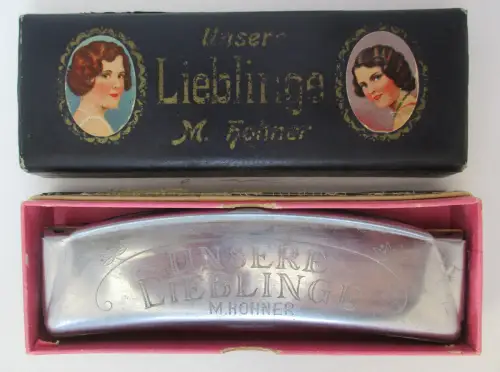 Unsere
Lieblinge
M. Hohner
UNSERE
LIEBLINGE
M. HOHNER